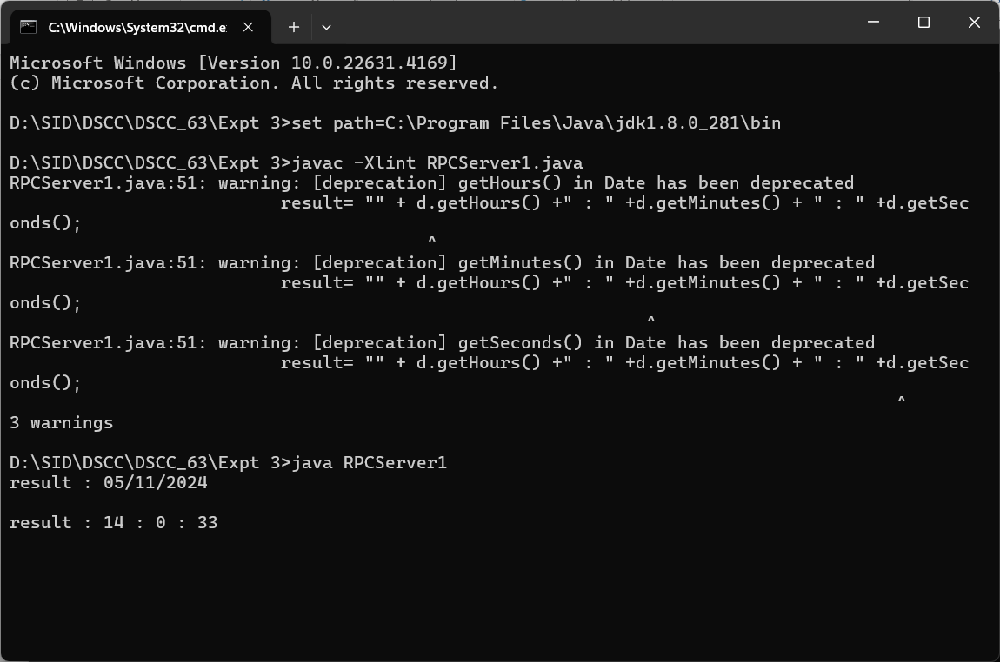 C:\Windows\System32\cmd.e:
Microsoft Windows [Version 10.0.22631.4169]
(c) Microsoft Corporation. All rights reserved.
D:\SID\DSCC\DSCC_63\Expt 3>set path=C:\Program Files\Java\jdk1.8.0_281\bin
D:\SID\DSCC\DSCC_63\Expt 3>javac -Xlint RPCServer1.java
RPCServer1.java:51: warning: [deprecation] getHours() in Date has been deprecated
                          result= "" + d.getHours() +" : " +d.getMinutes() + " : " +d.getSec
onds();
                                        ^
RPCServer1.java:51: warning: [deprecation] getMinutes() in Date has been deprecated
                          result= "" + d.getHours() +" : " +d.getMinutes() + " : " +d.getSec
onds();
                                                             ^
RPCServer1.java:51: warning: [deprecation] getSeconds() in Date has been deprecated
                          result= "" + d.getHours() +" : " +d.getMinutes() + " : " +d.getSec
onds();
                                                                                     ^
3 warnings
D:\SID\DSCC\DSCC_63\Expt 3>java RPCServer1
result : 05/11/2024
result : 14 : 0 : 33